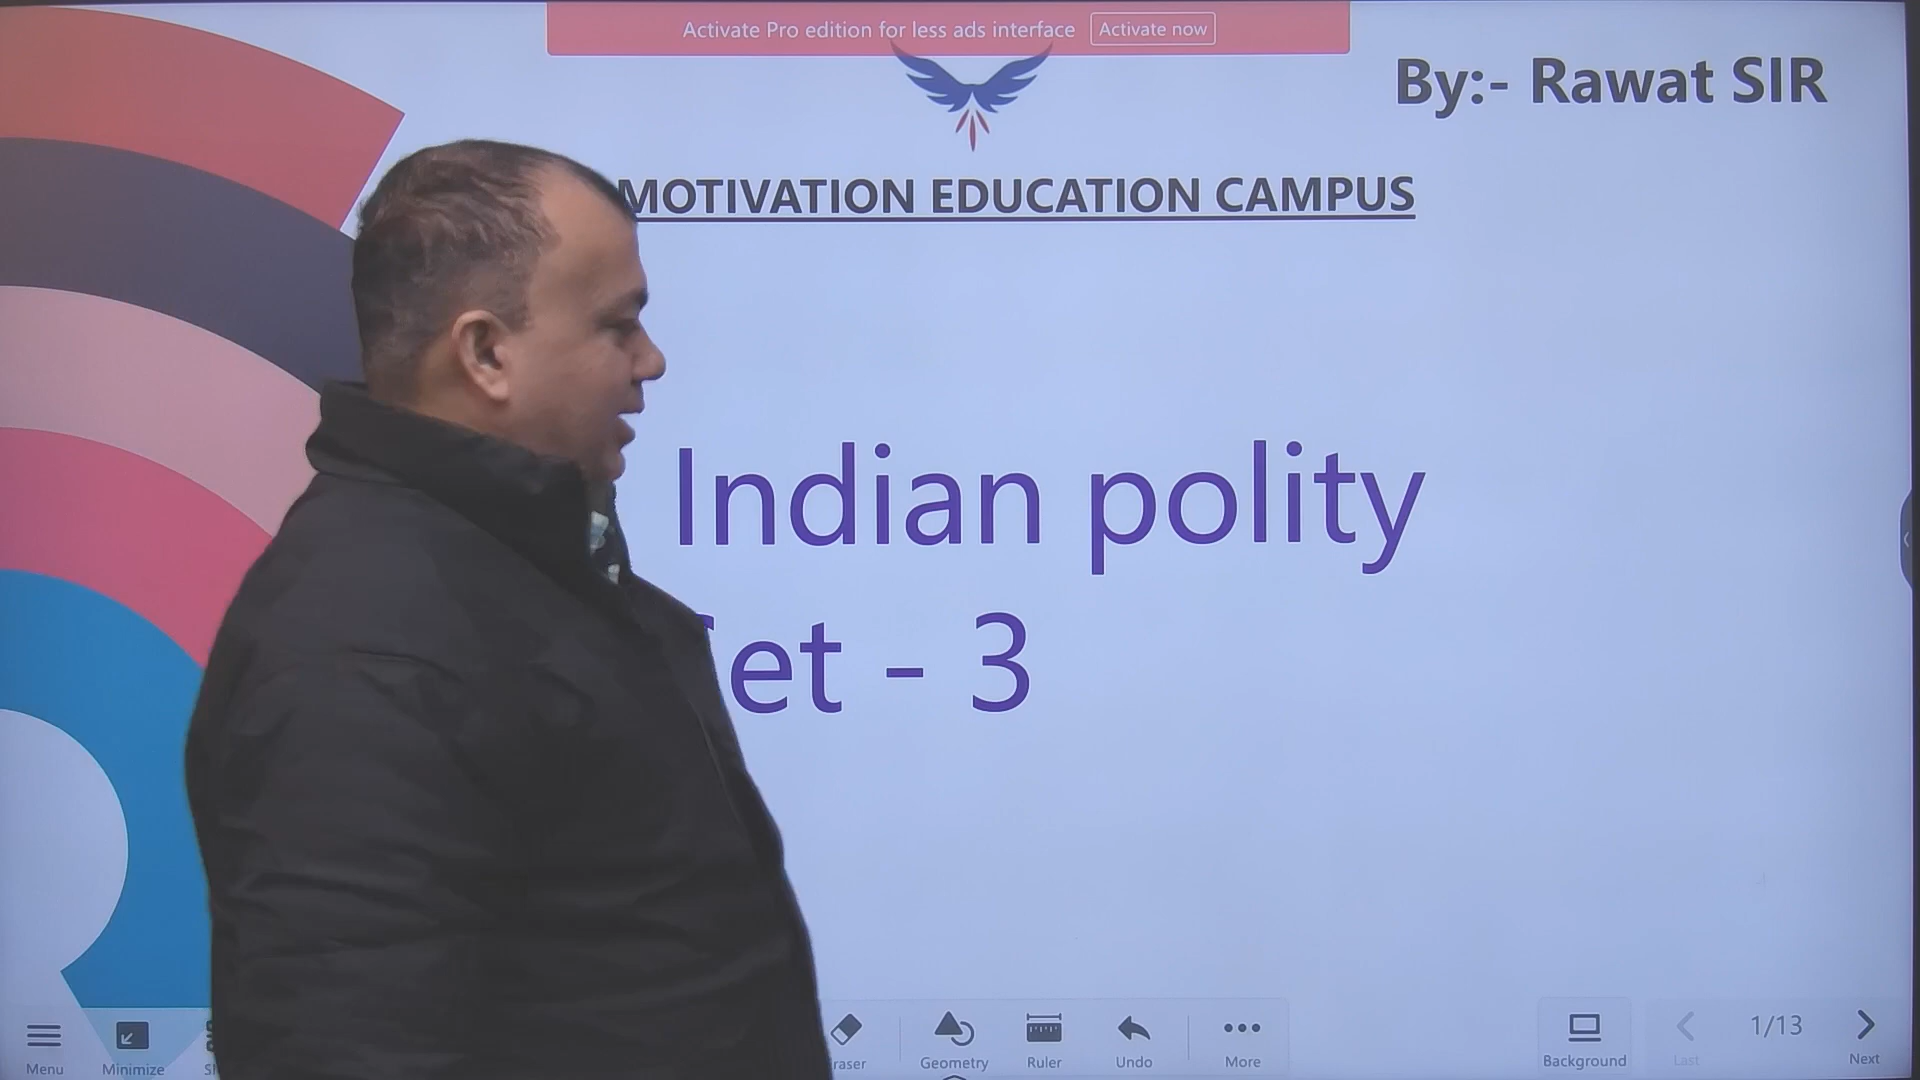 Activate Pro edition for less ads interface Activate now
By:- Rawat SIR
MOTIVATION EDUCATION CAMPUS
Indian polity
et - 3
Menu
Minimize
Geometry
Ruler
Undo
More
Background
Last
1/13
Next